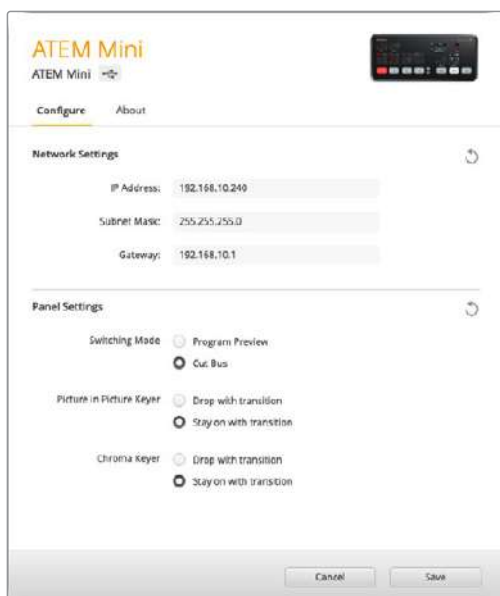 ATEM Mini
ATEM Mini
Configure About
Network Settings
IP Address: 192.168.10.240
Subnet Mask: 255.255.255.0
Gateway: 192.168.10.1
Panel Settings
Switching Mode Program Preview
Cut Bus
Picture in Picture Keyer Drop with transition
Stay on with transition
Chroma Keyer Drop with transition
Stay on with transition
Cancel Save